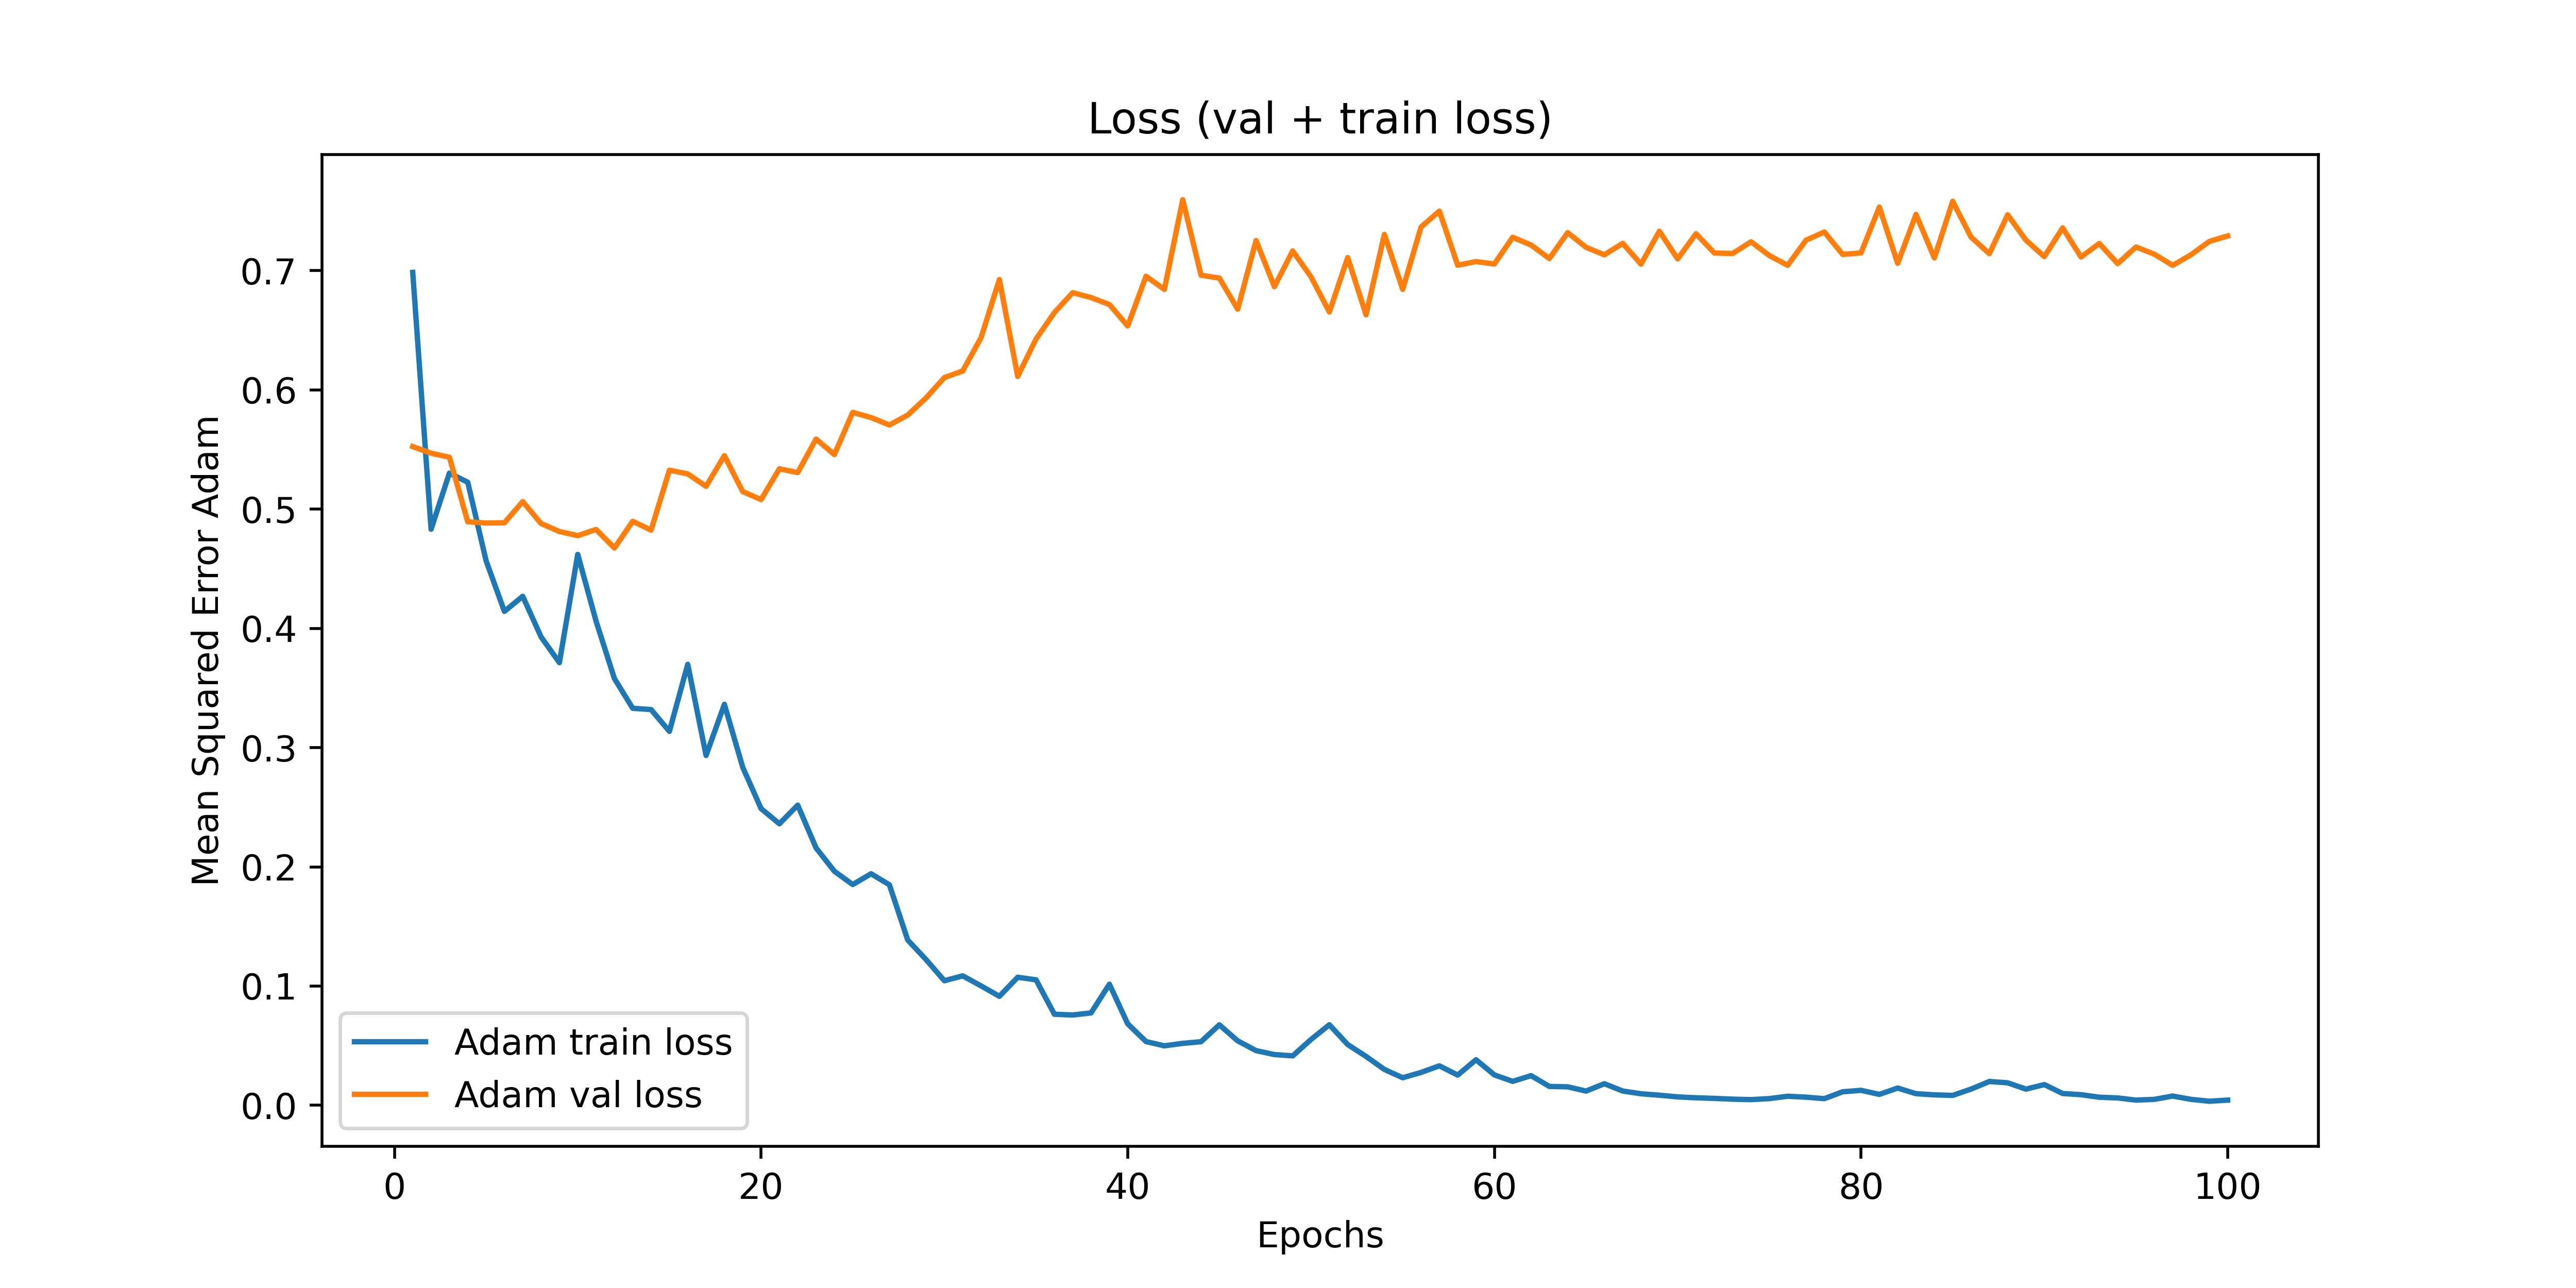 Loss (val + train loss)
Mean Squared Error Adam
0.7
0.6
0.5
0.4
0.3
0.2
0.1
0.0
Adam train loss
Adam val loss
0 20 40 60 80 100
Epochs